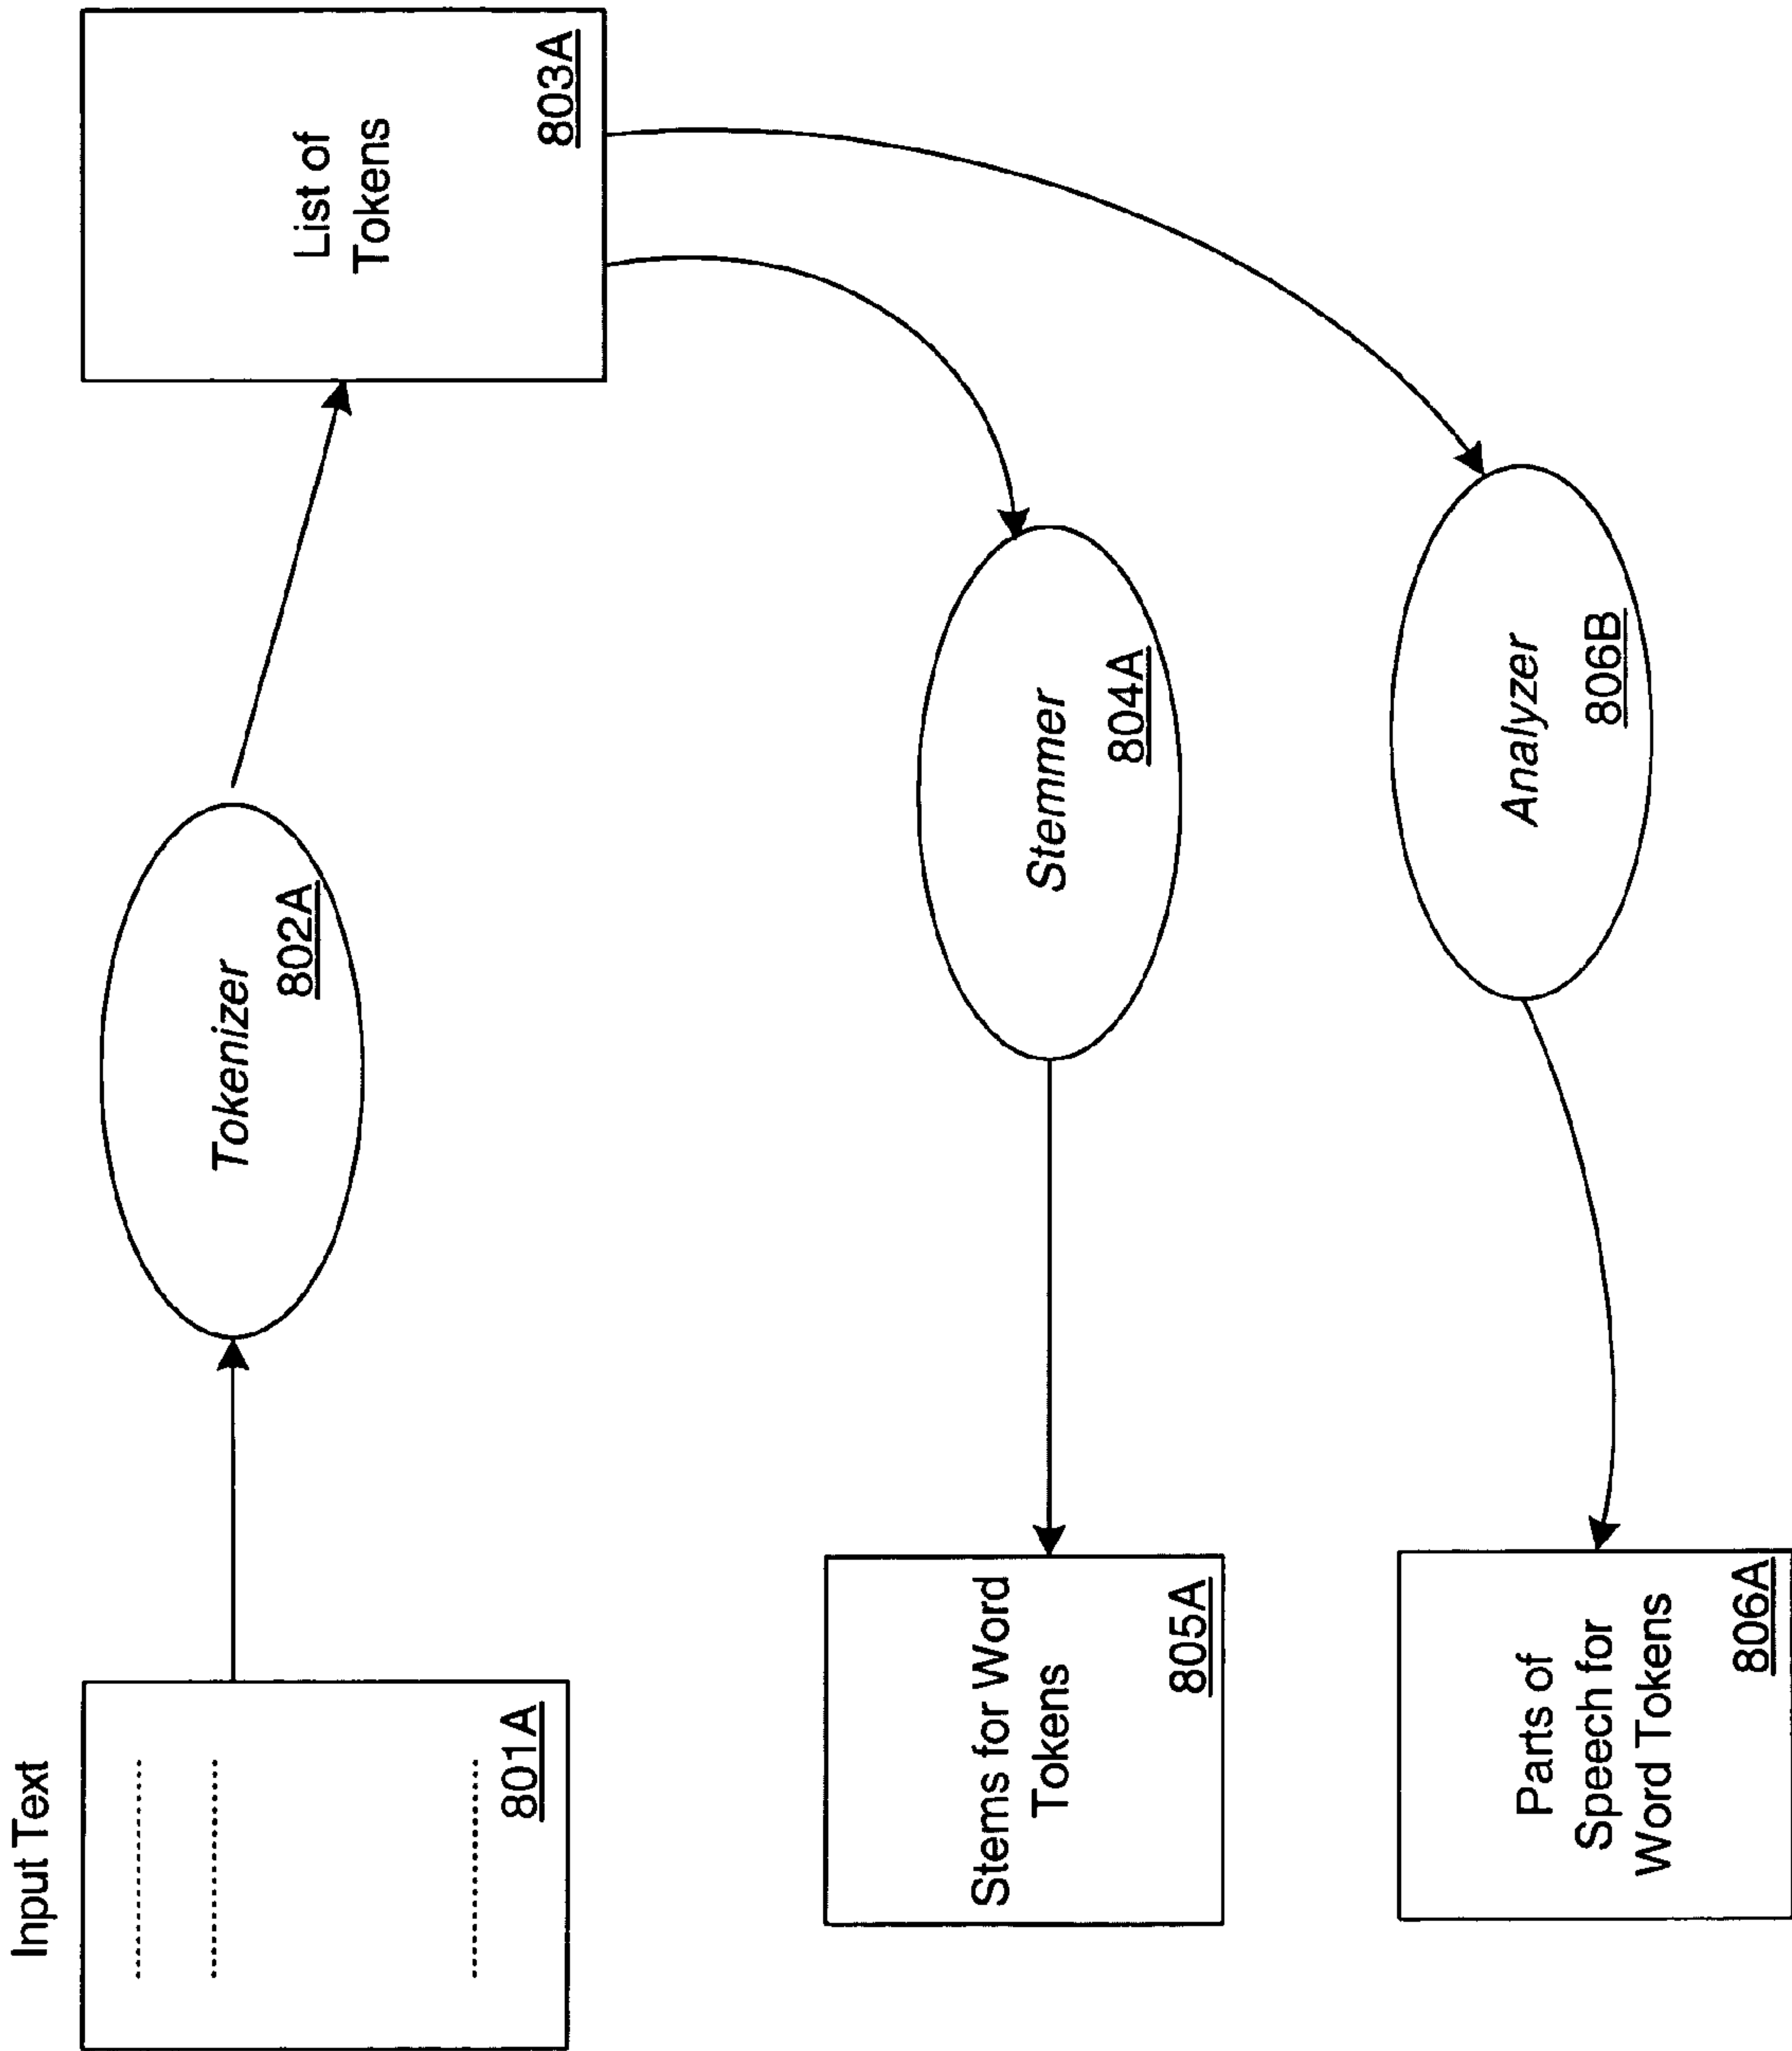 Input Text
801A
Tokenizer
802A
List of
Tokens
803A
Stems for Word
Tokens
805A
Stemmer
804A
Parts of
Speech for
Word Tokens
806A
Analyzer
806B